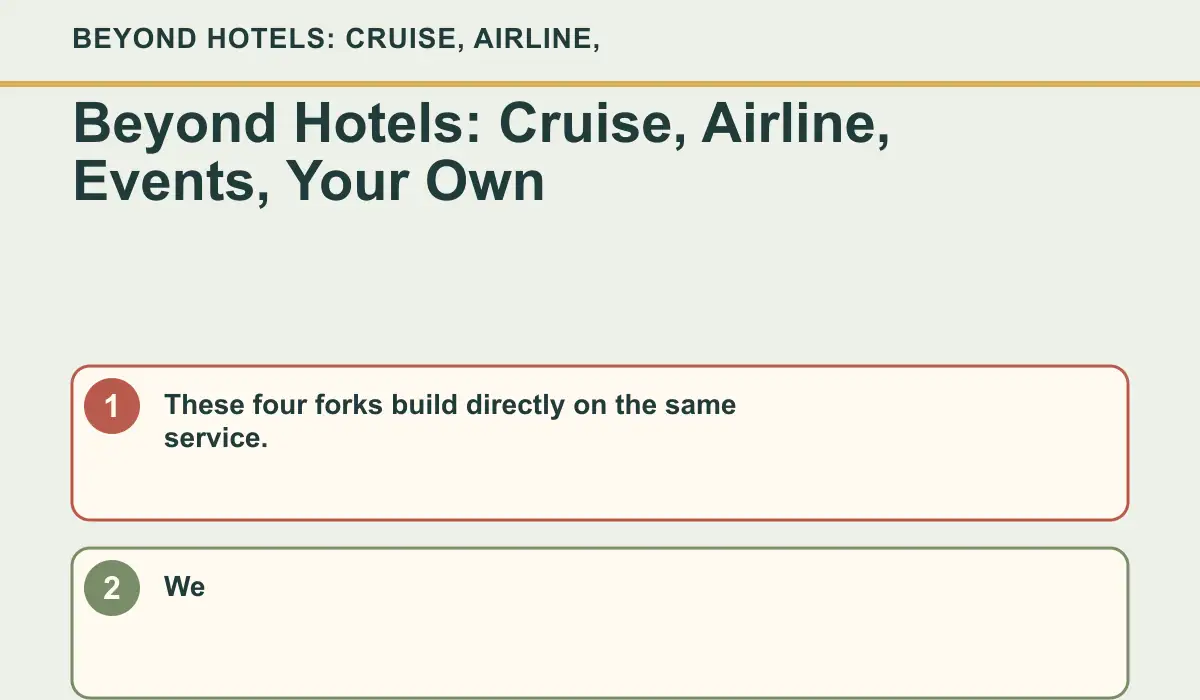 BEYOND HOTELS: CRUISE, AIRLINE,
Beyond Hotels: Cruise, Airline,
Events, Your Own
1
These four forks build directly on the same
service.
2
We